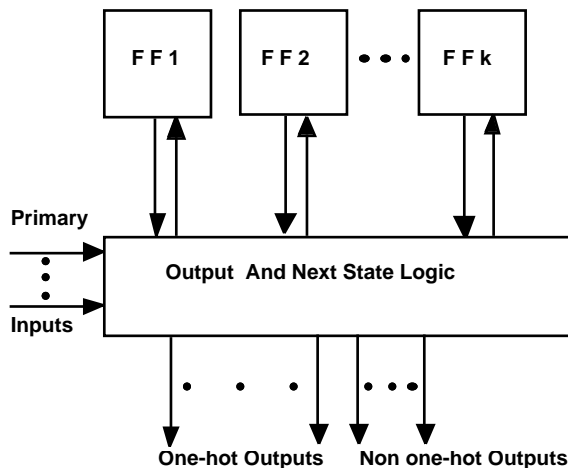 F F 1
F F 2
F F k
Primary
Output And Next State Logic
Inputs
One-hot Outputs
Non one-hot Outputs